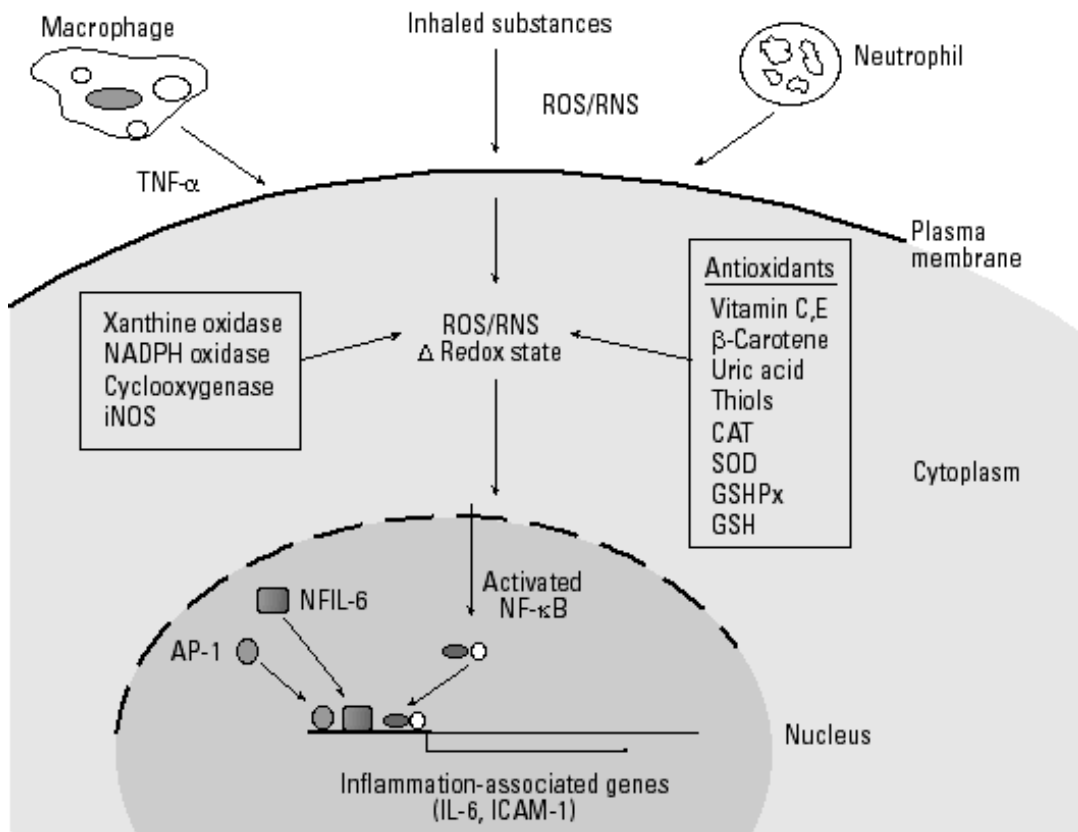 Macrophage
Inhaled substances
Neutrophil
ROS/RNS
TNF-α
Plasma
membrane
Antioxidants
Vitamin C,E
β-Carotene
Uric acid
Thiols
CAT
SOD
GSHPx
GSH
Xanthine oxidase
NADPH oxidase
Cyclooxygenase
iNOS
ROS/RNS
Δ Redox state
Cytoplasm
Activated
NF-κB
NFIL-6
AP-1
Nucleus
Inflammation-associated genes
(IL-6, ICAM-1)